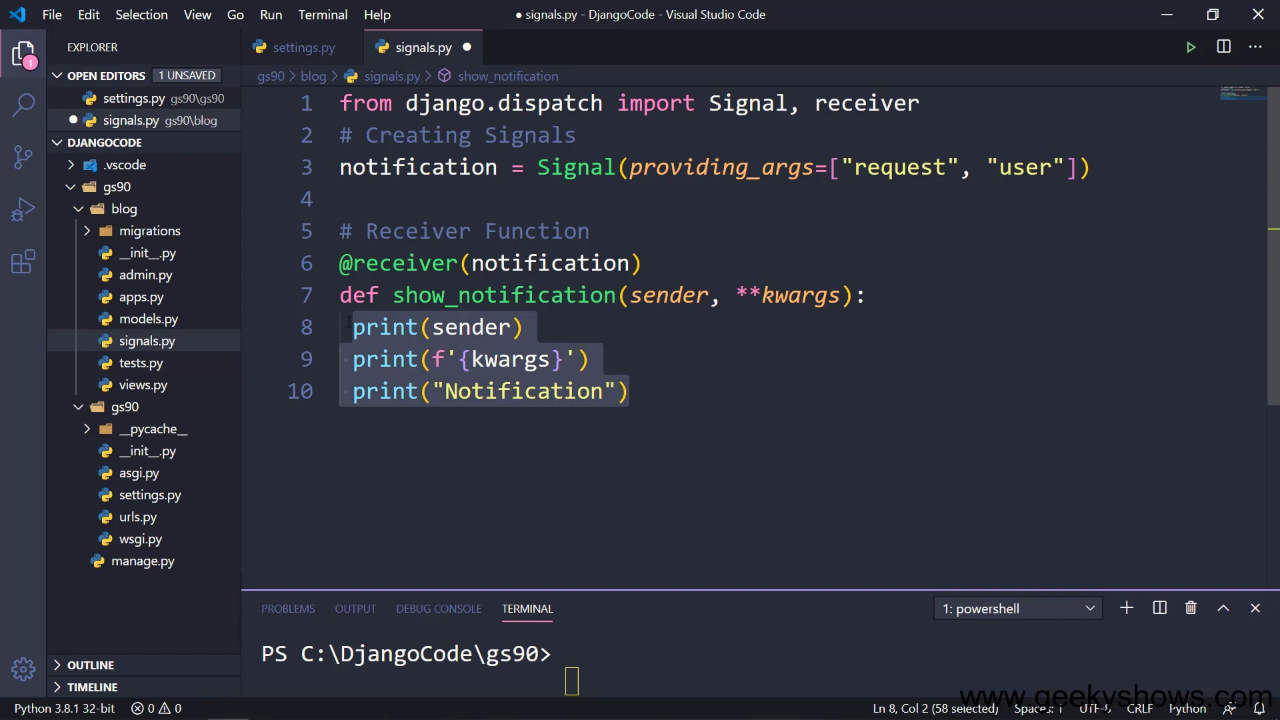 File Edit Selection View Go Run Terminal Help
signals.py - DjangoCode - Visual Studio Code
1
EXPLORER
OPEN EDITORS 1 UNSAVED
settings.py gs90\gs90
signals.py gs90\blog
DJANGOCODE
.vscode
gs90
blog
migrations
__init__.py
admin.py
apps.py
models.py
signals.py
tests.py
views.py
gs90
__pycache__
__init__.py
asgi.py
settings.py
urls.py
wsgi.py
manage.py
OUTLINE
TIMELINE
settings.py signals.py
gs90 > blog > signals.py > show_notification
1 from django.dispatch import Signal, receiver
2 # Creating Signals
3 notification = Signal(providing_args=["request", "user"])
4
5 # Receiver Function
6 @receiver(notification)
7 def show_notification(sender, **kwargs):
8 print(sender)
9 print(f'{kwargs}')
10 print("Notification")
PROBLEMS OUTPUT DEBUG CONSOLE TERMINAL 1: powershell
PS C:\DjangoCode\gs90>
www.geekyshows.com
Python 3.8.1 32-bit 0 0 Ln 8, Col 2 (58 selected) Spaces: 1 UTF-8 CRLF Python